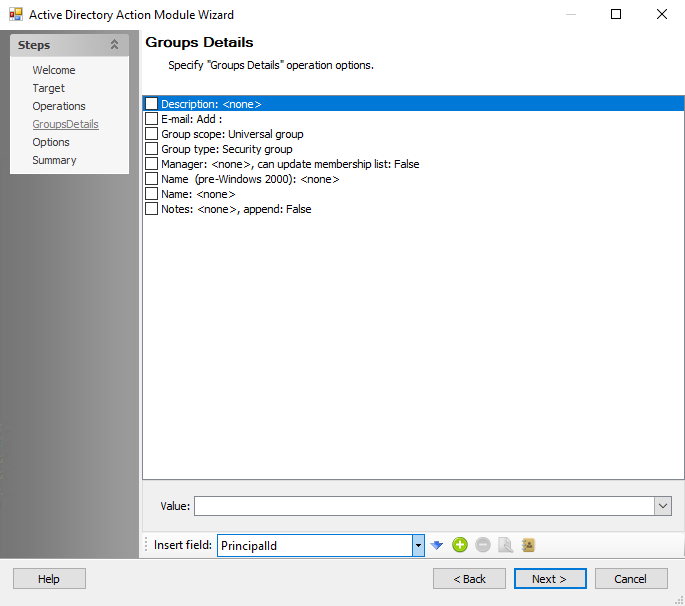 Active Directory Action Module Wizard
Steps
Welcome
Target
Operations
GroupsDetails
Options
Summary
Groups Details
Specify "Groups Details" operation options.
Description: <none>
E-mail: Add :
Group scope: Universal group
Group type: Security group
Manager: <none>, can update membership list: False
Name (pre-Windows 2000): <none>
Name: <none>
Notes: <none>, append: False
Value:
Insert field: PrincipalId
Help
< Back
Next >
Cancel